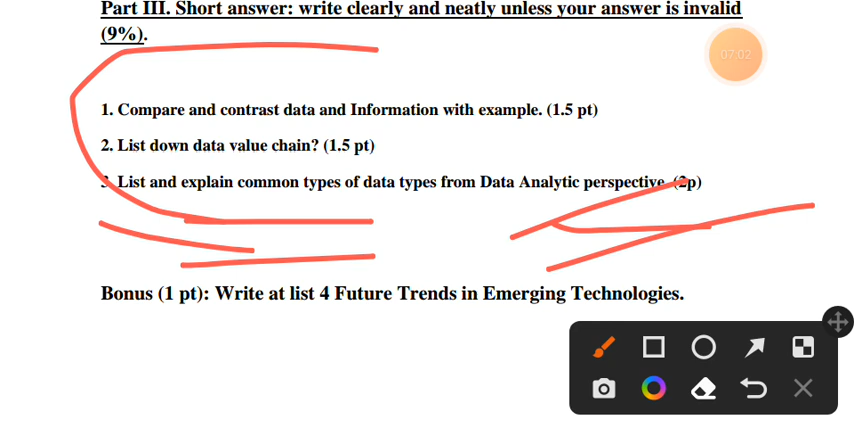 Part III. Short answer: write clearly and neatly unless your answer is invalid
(9%).
07:02
1. Compare and contrast data and Information with example. (1.5 pt)
2. List down data value chain? (1.5 pt)
3. List and explain common types of data types from Data Analytic perspective. (2p)
Bonus (1 pt): Write at list 4 Future Trends in Emerging Technologies.